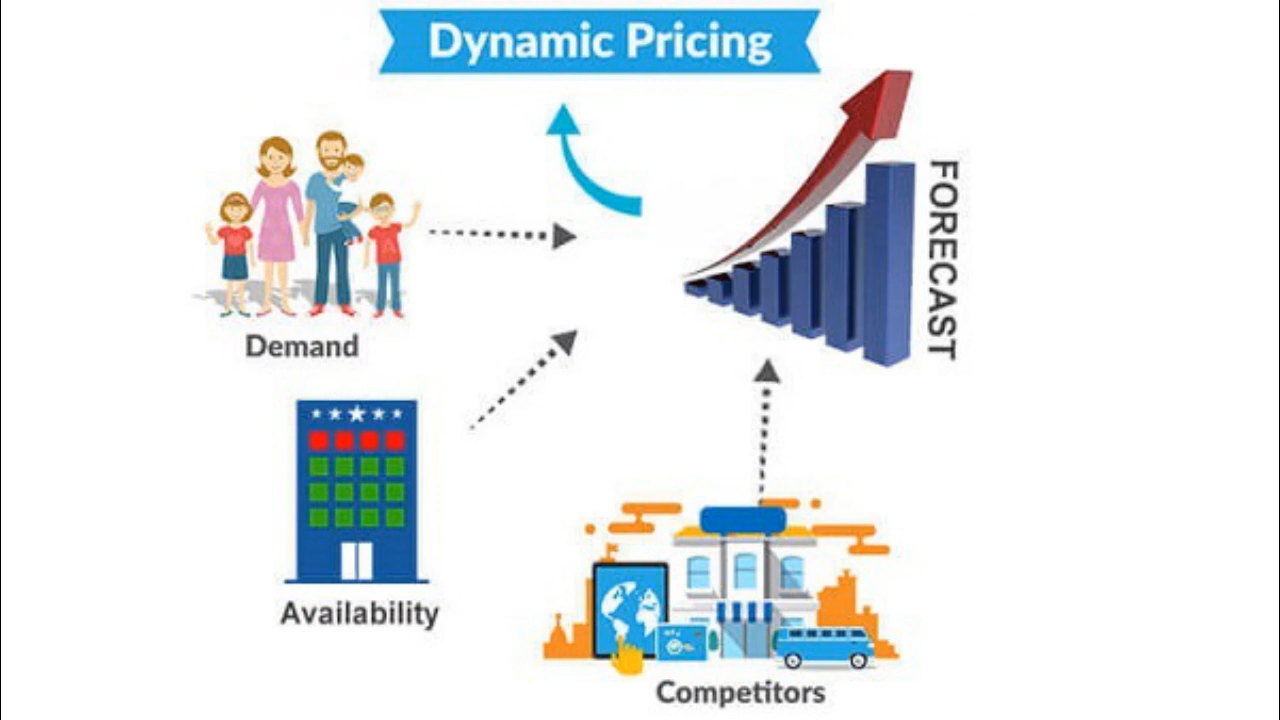 Dynamic Pricing
FORECAST
Demand
Availability
Competitors